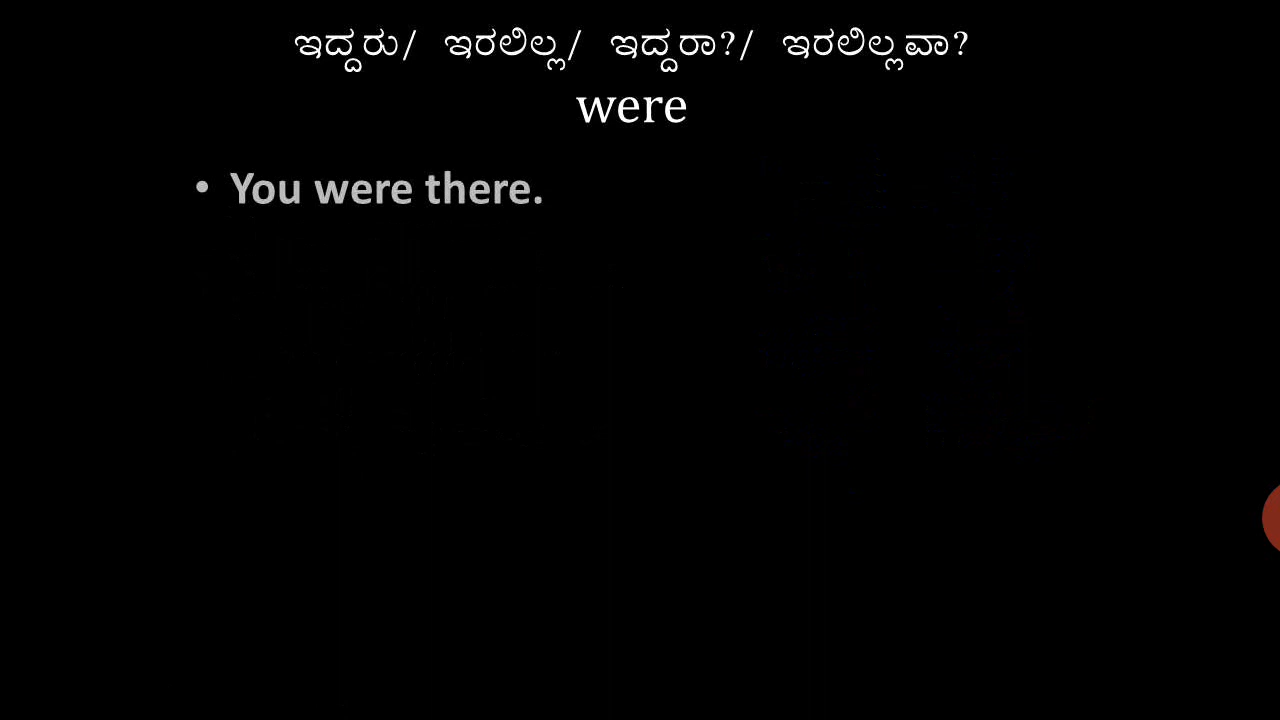 ಇದ್ದರು/ ಇರಲಿಲ್ಲ/ ಇದ್ದರಾ?/ ಇರಲಿಲ್ಲವಾ?
were
• You were there.